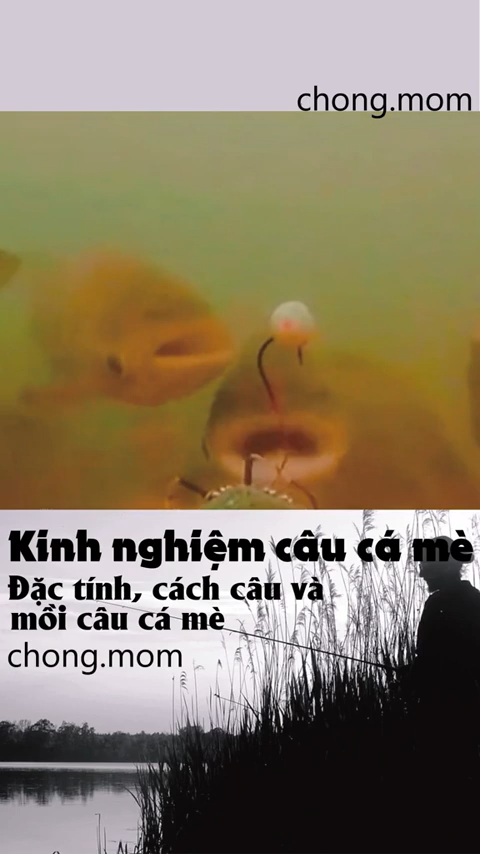 chong.mom
Kinh nghiệm câu cá mè
Đặc tính, cách câu và
mồi câu cá mè
chong.mom